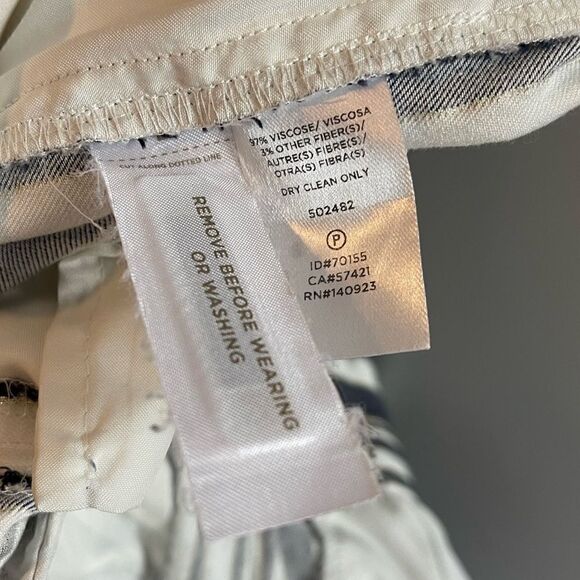 97% VISCOSE/ VISCOSA
3% OTHER FIBER(S)/
AUTRE(S) FIBRE(S)/
OTRA(S) FIBRA(S)
DRY CLEAN ONLY
502482
P
ID#70155
CA#57421
RN#140923
CUT ALONG DOTTED LINE
REMOVE BEFORE WEARING
OR WASHING